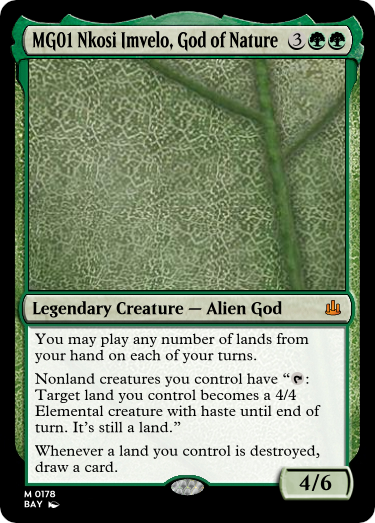 MG01 Nkosi Imvelo, God of Nature 3
Legendary Creature — Alien God
You may play any number of lands from
your hand on each of your turns.
Nonland creatures you control have “:
Target land you control becomes a 4/4
Elemental creature with haste until end of
turn. It's still a land.”
Whenever a land you control is destroyed,
draw a card.
4/6
M 0178
BAY